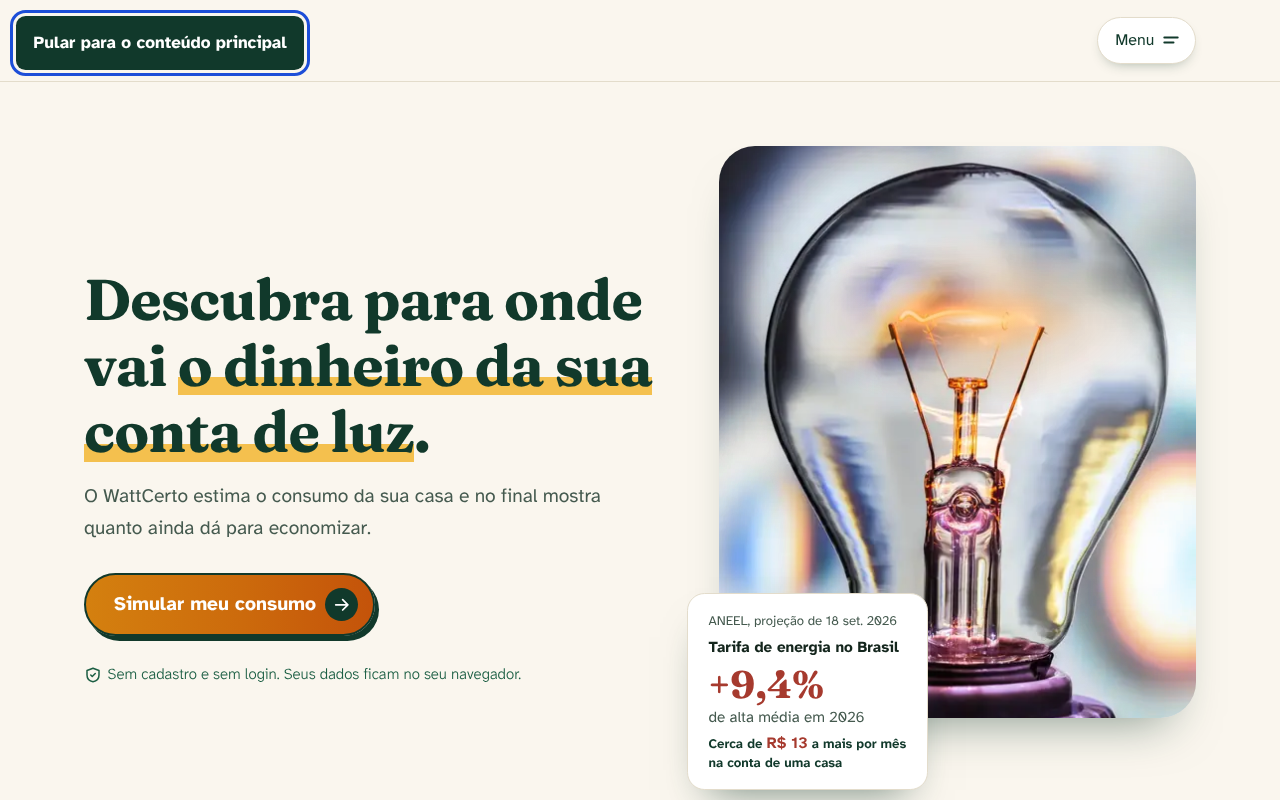 Pular para o conteúdo principal
Menu
Descubra para onde
vai o dinheiro da sua
conta de luz.
O WattCerto estima o consumo da sua casa e no final mostra
quanto ainda dá para economizar.
Simular meu consumo
Sem cadastro e sem login. Seus dados ficam no seu navegador.
ANEEL, projeção de 18 set. 2026
Tarifa de energia no Brasil
+9,4%
de alta média em 2026
Cerca de R$ 13 a mais por mês
na conta de uma casa